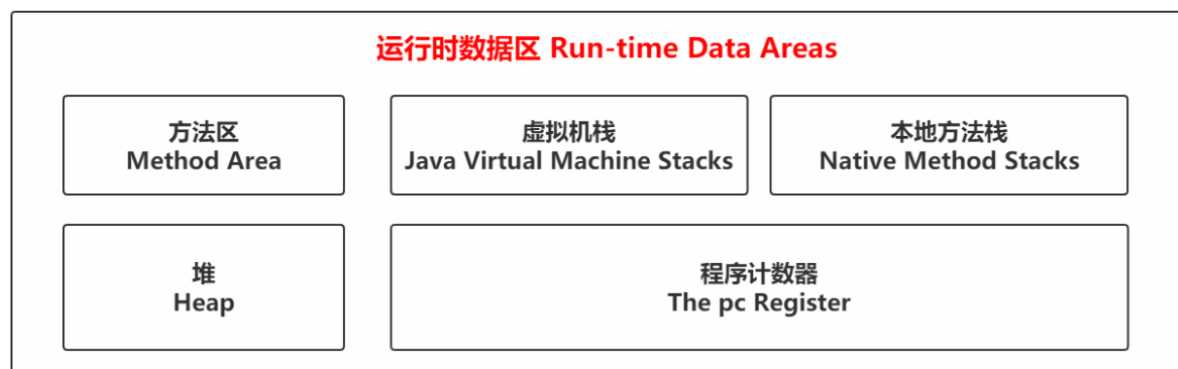 运行时数据区 Run-time Data Areas
方法区
Method Area
虚拟机栈
Java Virtual Machine Stacks
本地方法栈
Native Method Stacks
堆
Heap
程序计数器
The pc Register